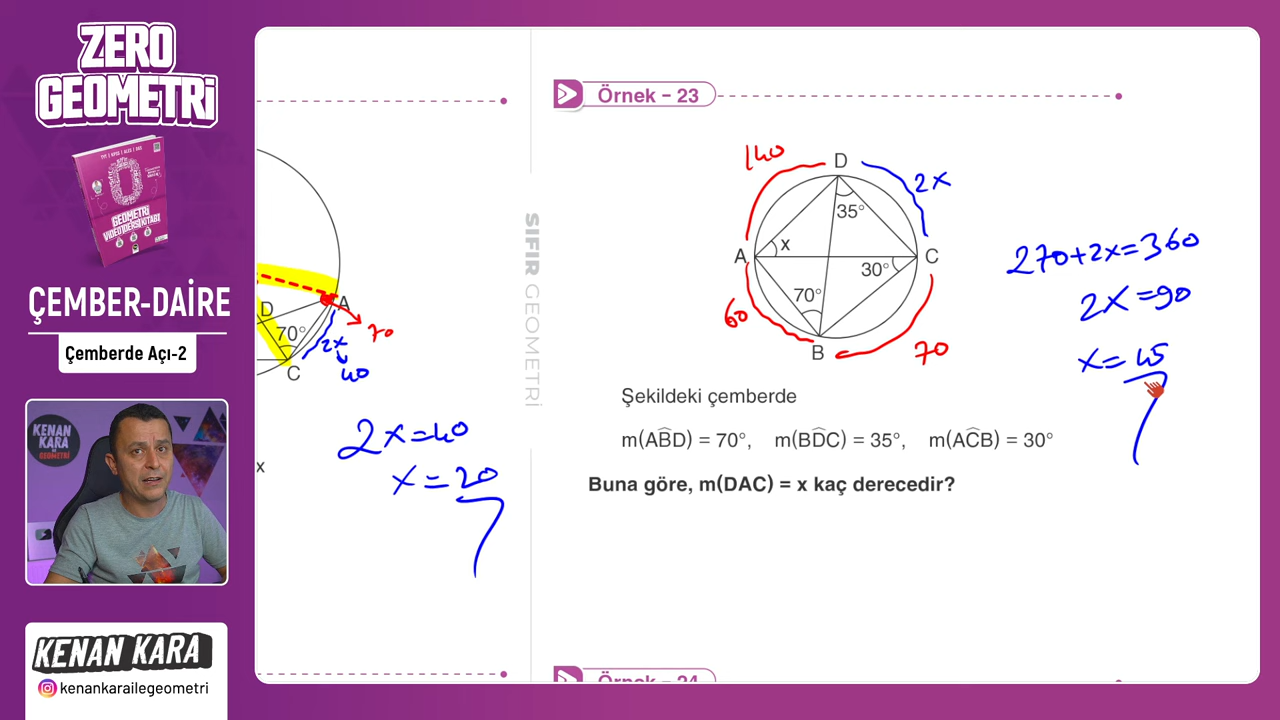 ZERO
GEOMETRİ
ÇEMBER-DAİRE
Çemberde Açı-2
KENAN
KARA
KENAN KARA
kenankarailegeometri
D
A
C
70°
70
2x
40
x
2x=40
x=20
SIFIR GEOMETRİ
Örnek - 23
140
D
2x
35°
x
A
C
30°
70°
60
B
70
270+2x=360
2x=90
x=45
Şekildeki çemberde
m(ABD) = 70°, m(BDC) = 35°, m(ACB) = 30°
Buna göre, m(DAC) = x kaç derecedir?
Örnek - 24